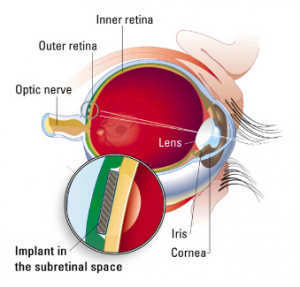 Inner retina
Outer retina
Optic nerve
Lens
Iris
Cornea
Implant in
the subretinal space